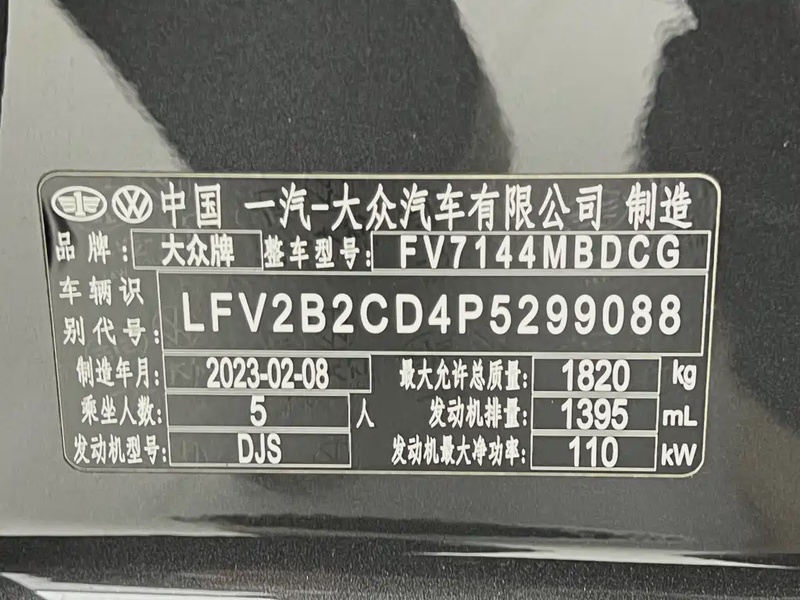 中国 一汽-大众汽车有限公司 制造
品牌: 大众牌 整车型号: FV7144MBDCG
车辆识别代号: LFV2B2CD4P5299088
制造年月: 2023-02-08 最大允许总质量: 1820 kg
乘坐人数: 5 人 发动机排量: 1395 mL
发动机型号: DJS 发动机最大净功率: 110 kW